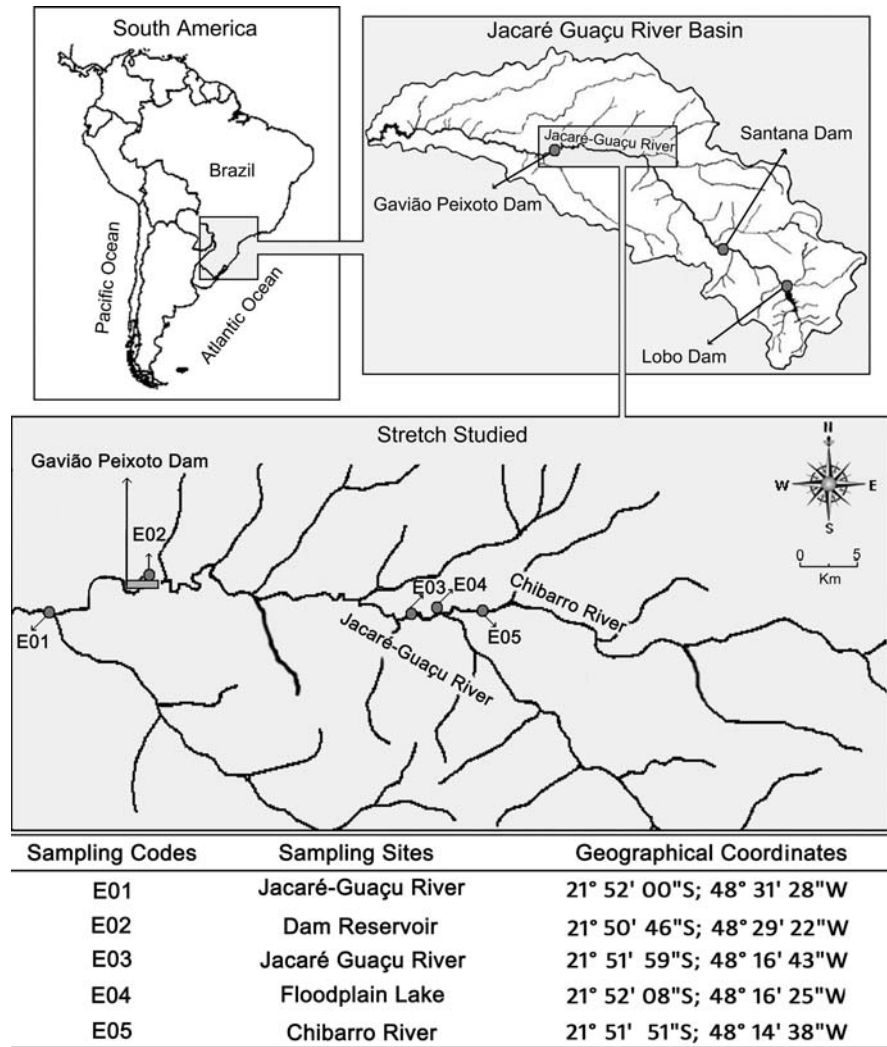 South America
Brazil
Pacific Ocean
Atlantic Ocean
Jacaré Guaçu River Basin
Jacaré-Guaçu River
Santana Dam
Gavião Peixoto Dam
Lobo Dam
Stretch Studied
Gavião Peixoto Dam
N
W E
S
0 5
Km
E02
E03
E04
Chibarro River
E01
E05
Jacaré-Guaçu River
Sampling Codes Sampling Sites Geographical Coordinates
E01 Jacaré-Guaçu River 21° 52' 00"S; 48° 31' 28"W
E02 Dam Reservoir 21° 50' 46"S; 48° 29' 22"W
E03 Jacaré Guaçu River 21° 51' 59"S; 48° 16' 43"W
E04 Floodplain Lake 21° 52' 08"S; 48° 16' 25"W
E05 Chibarro River 21° 51' 51"S; 48° 14' 38"W